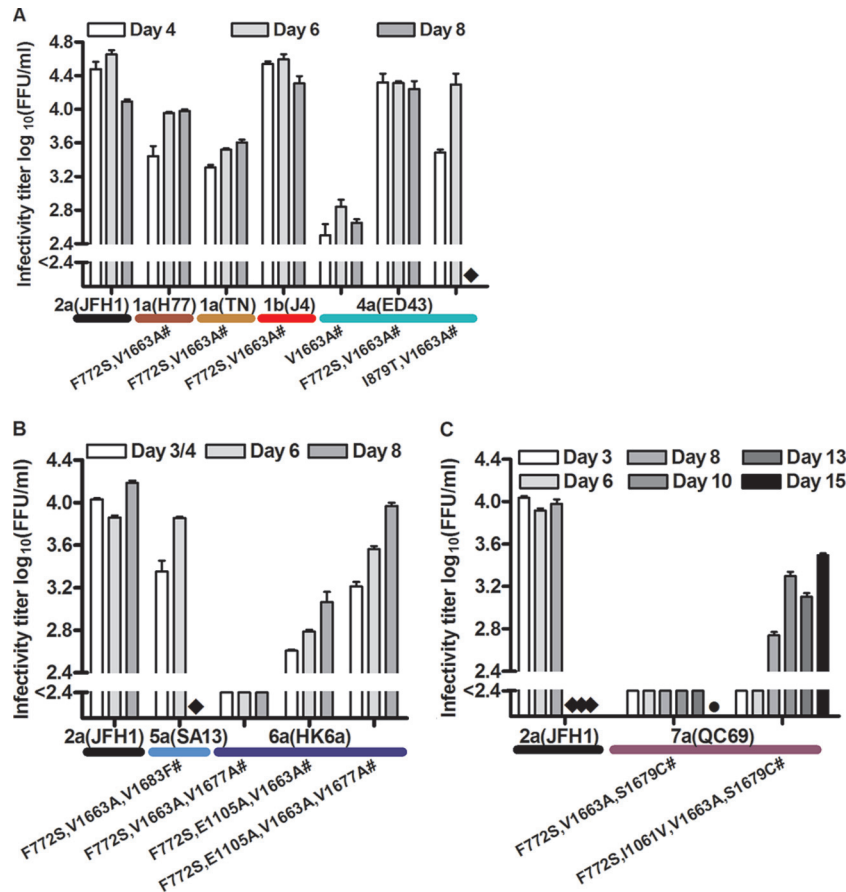 A
Day 4 Day 6 Day 8
Infectivity titer log 10(FFU/ml)
4.8
4.4
4.0
3.6
3.2
2.8
2.4
<2.4
2a(JFH1) 1a(H77) 1a(TN) 1b(J4) 4a(ED43)
F772S,V1663A#
F772S,V1663A#
F772S,V1663A#
V1663A#
F772S,V1663A#
I879T,V1663A#
B
Day 3/4 Day 6 Day 8
Infectivity titer log10(FFU/ml)
4.4
4.0
3.6
3.2
2.8
2.4
<2.4
2a(JFH1) 5a(SA13) 6a(HK6a)
F772S,V1663A,V1683F#
F772S,V1663A,V1677A#
F772S,E1105A,V1663A#
F772S,E1105A,V1663A,V1677A#
C
Day 3 Day 8 Day 13
Day 6 Day 10 Day 15
Infectivity titer log10(FFU/ml)
4.4
4.0
3.6
3.2
2.8
2.4
<2.4
2a(JFH1) 7a(QC69)
F772S,V1663A,S1679C#
F772S,I1061V,V1663A,S1679C#